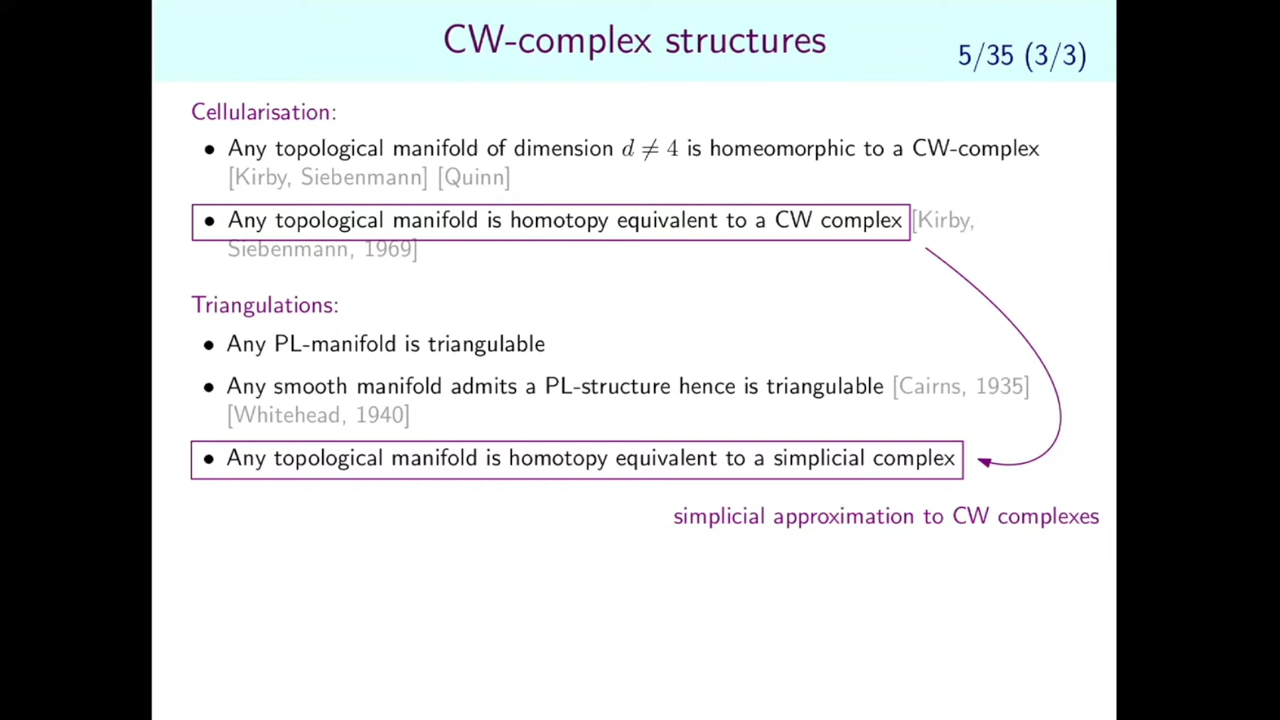 CW-complex structures
5/35 (3/3)
Cellularisation:
• Any topological manifold of dimension d ≠ 4 is homeomorphic to a CW-complex
[Kirby, Siebenmann] [Quinn]
• Any topological manifold is homotopy equivalent to a CW complex [Kirby,
Siebenmann, 1969]
Triangulations:
• Any PL-manifold is triangulable
• Any smooth manifold admits a PL-structure hence is triangulable [Cairns, 1935]
[Whitehead, 1940]
• Any topological manifold is homotopy equivalent to a simplicial complex
simplicial approximation to CW complexes